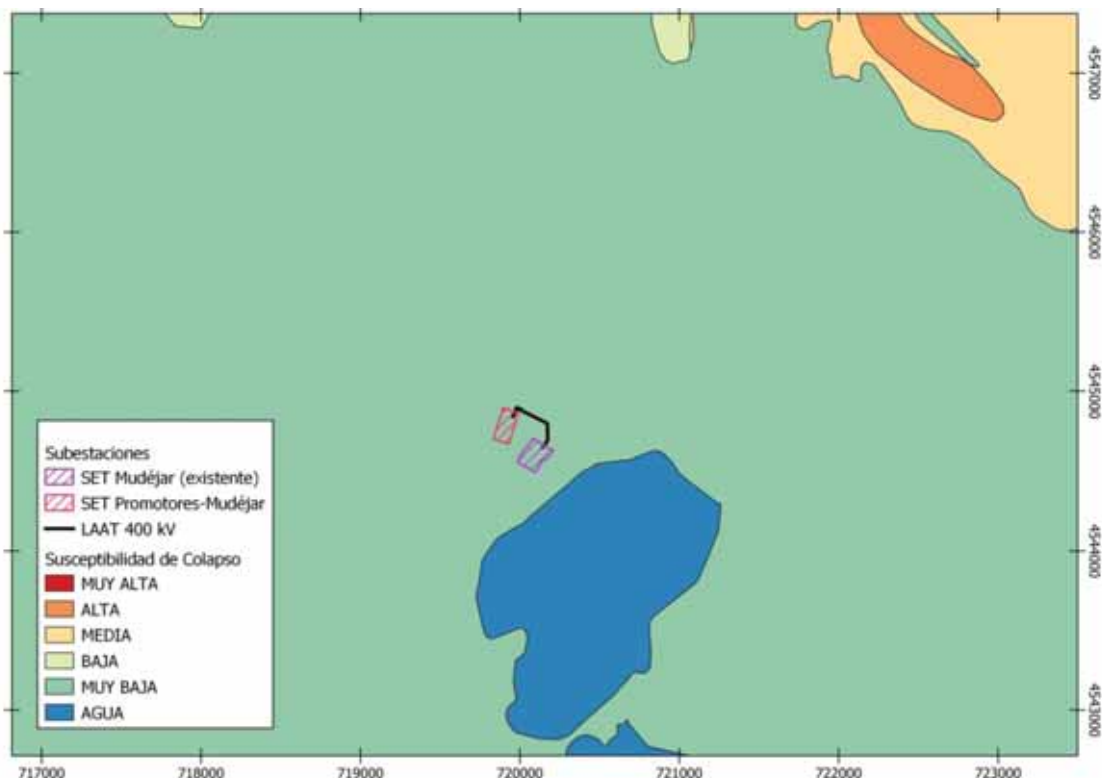 4547000
4546000
4545000
Subestaciones
SET Mudéjar (existente)
SET Promotores-Mudéjar
LAAT 400 kV
Susceptibilidad de Colapso
MUY ALTA
ALTA
MEDIA
BAJA
MUY BAJA
AGUA
4544000
4543000
717000 718000 719000 720000 721000 722000 723000